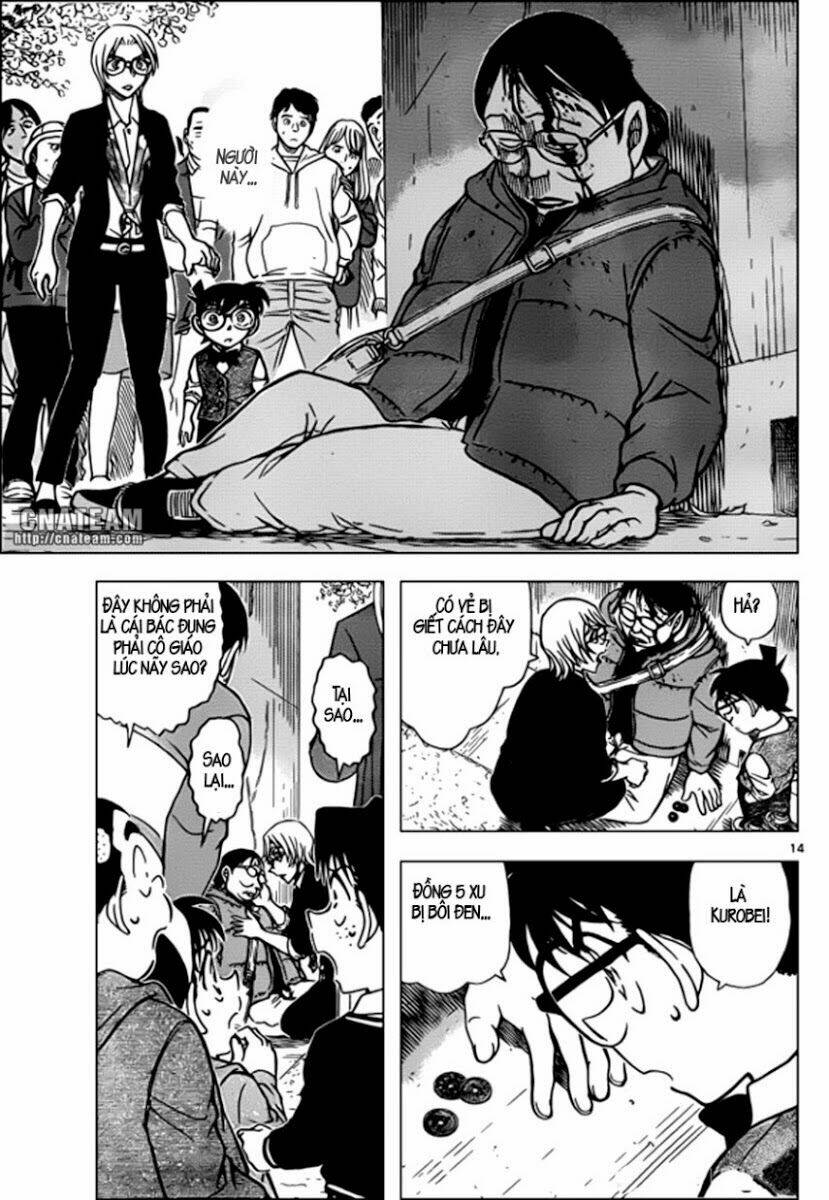 NGƯỜI
NÀY...
CNATEAM
http://cnateam.com
CÓ VẺ BỊ
GIẾT CÁCH ĐÂY
CHƯA LÂU,
HẢ?
ĐÂY KHÔNG PHẢI
LÀ CÁI BÁC ĐỤNG
PHẢI CÔ GIÁO
LÚC NÃY SAO?
TẠI
SAO...
SAO
LẠI...
14
LÀ
KUROBEI!
ĐỒNG 5 XU
BỊ BÔI ĐEN...